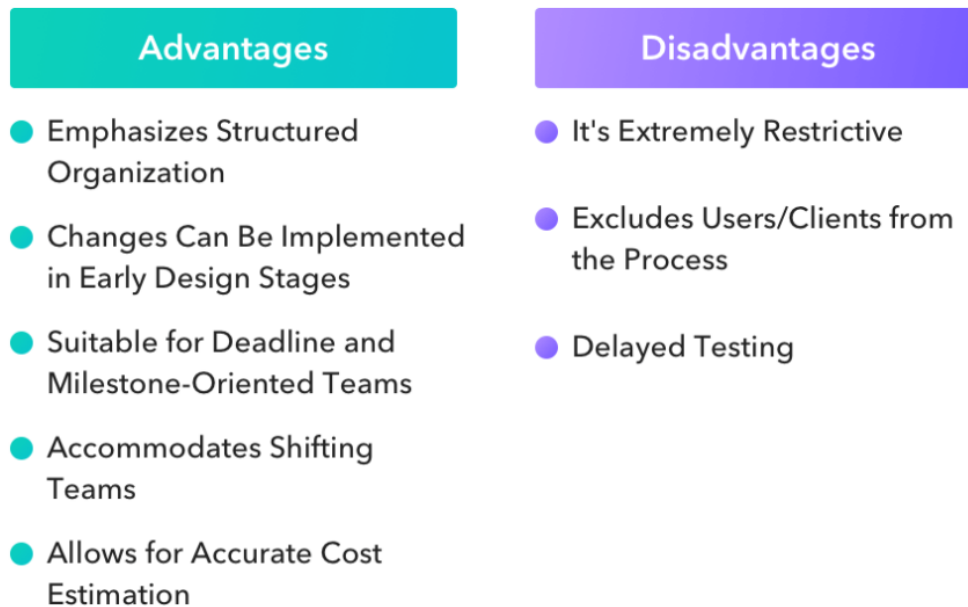 Advantages
Emphasizes Structured
Organization
Changes Can Be Implemented
in Early Design Stages
Suitable for Deadline and
Milestone-Oriented Teams
Accommodates Shifting
Teams
Allows for Accurate Cost
Estimation
Disadvantages
It's Extremely Restrictive
Excludes Users/Clients from
the Process
Delayed Testing